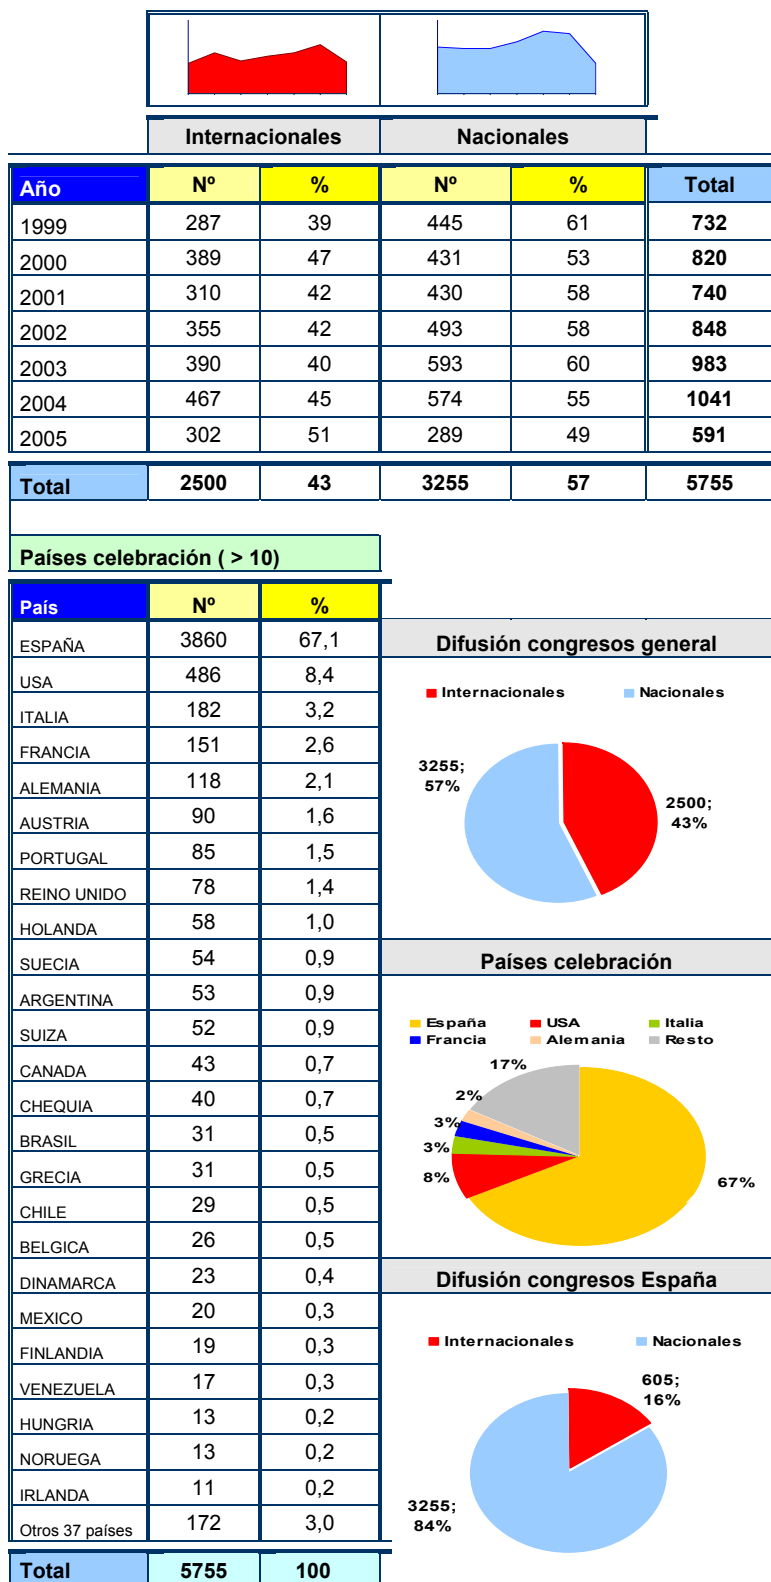 Internacionales Nacionales
Año Nº % Nº % Total
1999 287 39 445 61 732
2000 389 47 431 53 820
2001 310 42 430 58 740
2002 355 42 493 58 848
2003 390 40 593 60 983
2004 467 45 574 55 1041
2005 302 51 289 49 591
Total 2500 43 3255 57 5755
Países celebración ( > 10)
País Nº %
ESPAÑA 3860 67,1
USA 486 8,4
ITALIA 182 3,2
FRANCIA 151 2,6
ALEMANIA 118 2,1
AUSTRIA 90 1,6
PORTUGAL 85 1,5
REINO UNIDO 78 1,4
HOLANDA 58 1,0
SUECIA 54 0,9
ARGENTINA 53 0,9
SUIZA 52 0,9
CANADA 43 0,7
CHEQUIA 40 0,7
BRASIL 31 0,5
GRECIA 31 0,5
CHILE 29 0,5
BELGICA 26 0,5
DINAMARCA 23 0,4
MEXICO 20 0,3
FINLANDIA 19 0,3
VENEZUELA 17 0,3
HUNGRIA 13 0,2
NORUEGA 13 0,2
IRLANDA 11 0,2
Otros 37 países 172 3,0
Total 5755 100
Difusión congresos general
Internacionales Nacionales
3255;
57%
2500;
43%
Países celebración
España USA Italia
Francia Alemania Resto
17%
2%
3%
3%
8%
67%
Difusión congresos España
Internacionales Nacionales
605;
16%
3255;
84%